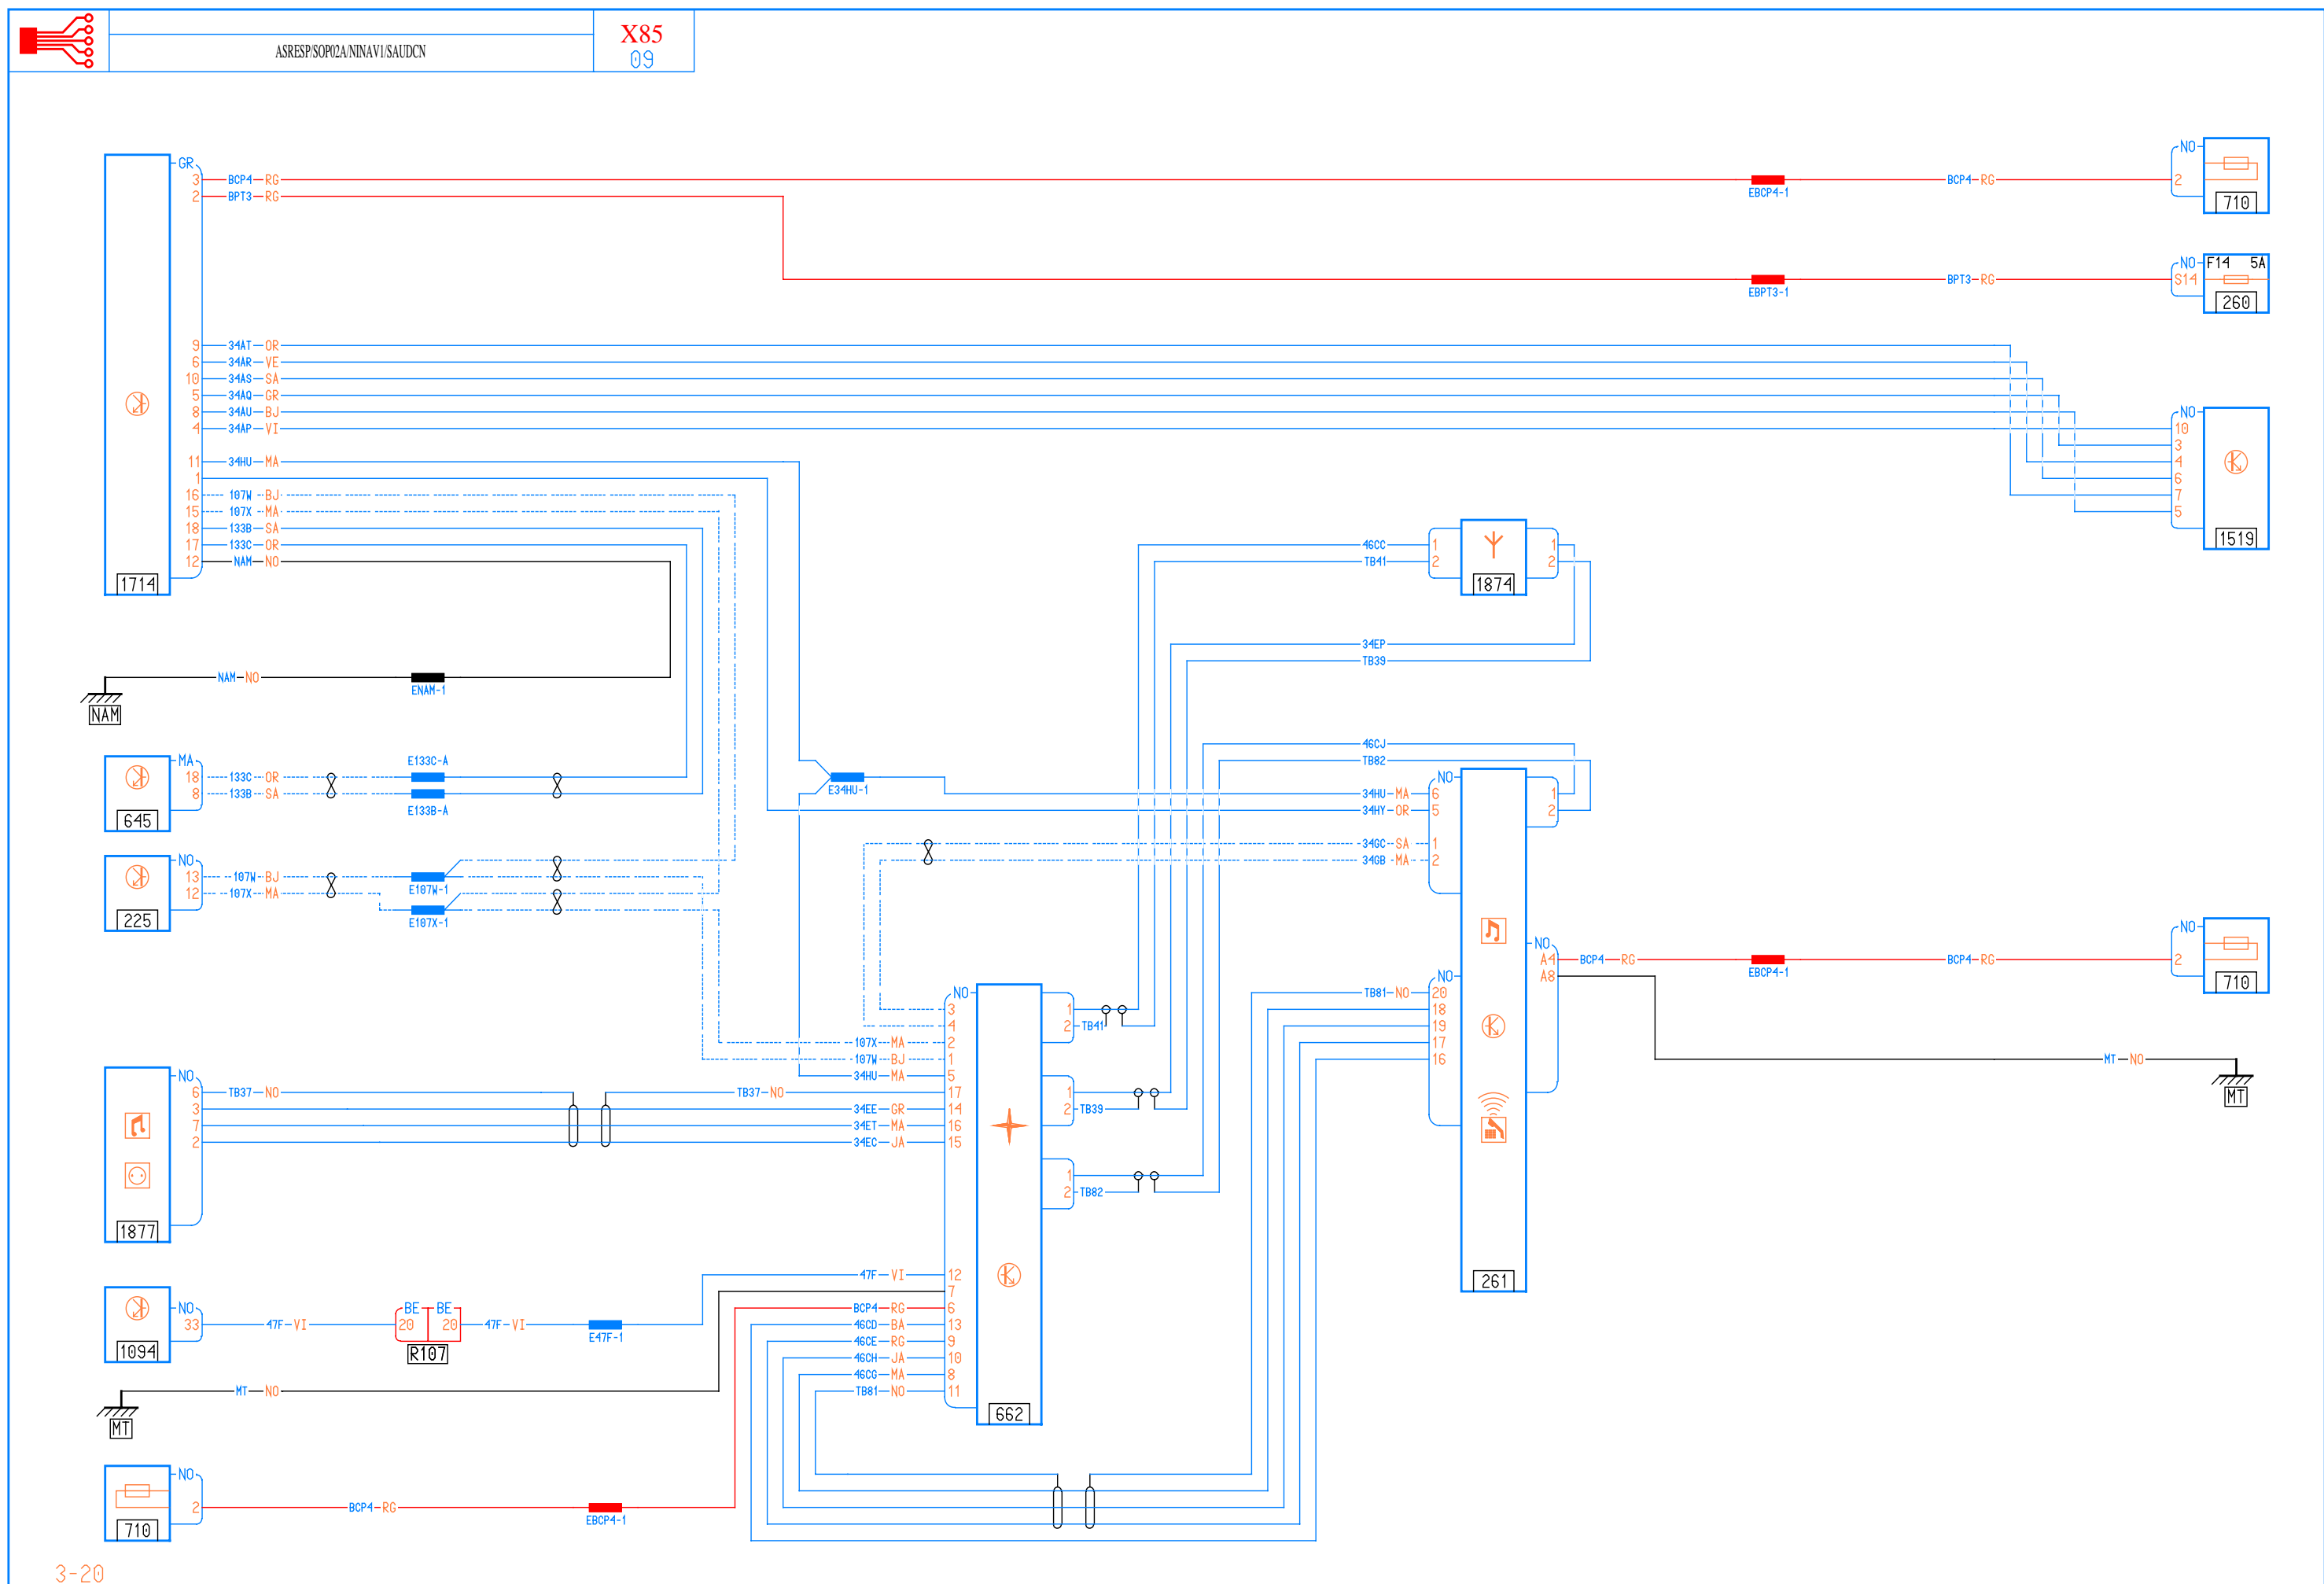 ASRESP/SOP02A/NINAV1/SAUDCN
X85
09
GR
3 BCP4 RG
EBCP4-1
BCP4 RG
NO
2
710
2 BPT3 RG
EBPT3-1
BPT3 RG
NO
S14
F14 5A
260
9 34AT OR
6 34AR VE
10 34AS SA
5 34AQ GR
8 34AU BJ
4 34AP VI
11 34HU MA
1
16 107W BJ
15 107X MA
18 133B SA
17 133C OR
12 NAM NO
1714
NO
10
3
4
6
7
5
1519
46CC 1
TB41 2
1
2
1874
34EP
TB39
NAM NO
ENAM-1
NAM
MA
18 133C OR
8 133B SA
645
E133C-A
E133B-A
E34HU-1
46CJ
TB82
NO
34HU MA 6
34HY OR 5
34GC SA 1
34GB MA 2
1
2
NO
13 107W BJ
12 107X MA
225
E107W-1
E107X-1
NO
A4 BCP4 RG
A8
EBCP4-1
BCP4 RG
NO
2
710
MT NO
MT
NO
TB81 NO 20
18
19
17
16
261
NO
3
4
107X MA 2
107W BJ 1
34HU MA 5
TB37 NO 17
34EE GR 14
34ET MA 16
34EC JA 15
1
2 TB41
1
2 TB39
1
2 TB82
NO
6 TB37 NO
3
7
2
1877
47F VI 12
7
BCP4 RG 6
46CD BA 13
46CE RG 9
46CH JA 10
46CG MA 8
TB81 NO 11
662
NO
33 47F VI
1094
BE BE
20 20
R107
47F VI
E47F-1
MT NO
MT
NO
2 BCP4 RG
710
EBCP4-1
3-20